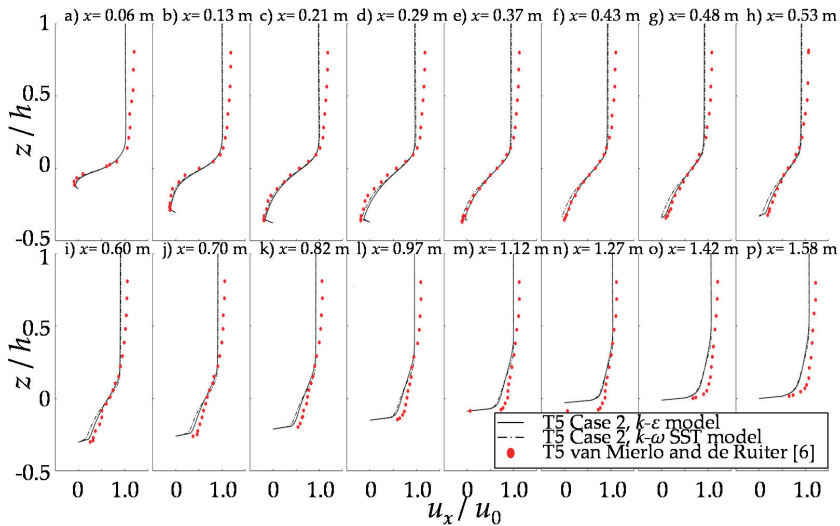 a) x= 0.06 m b) x= 0.13 m c) x= 0.21 m d) x= 0.29 m e) x= 0.37 m f) x= 0.43 m g) x= 0.48 m h) x= 0.53 m
1
0.5
0
-0.5
z / h
i) x= 0.60 m j) x= 0.70 m k) x= 0.82 m l) x= 0.97 m m) x= 1.12 m n) x= 1.27 m o) x= 1.42 m p) x= 1.58 m
1
0.5
0
-0.5
z / h
T5 Case 2, k-ε model
T5 Case 2, k-ω SST model
T5 van Mierlo and de Ruiter [6]
0 1.0 0 1.0 0 1.0 0 1.0 0 1.0 0 1.0 0 1.0 0 1.0
uₓ / u₀